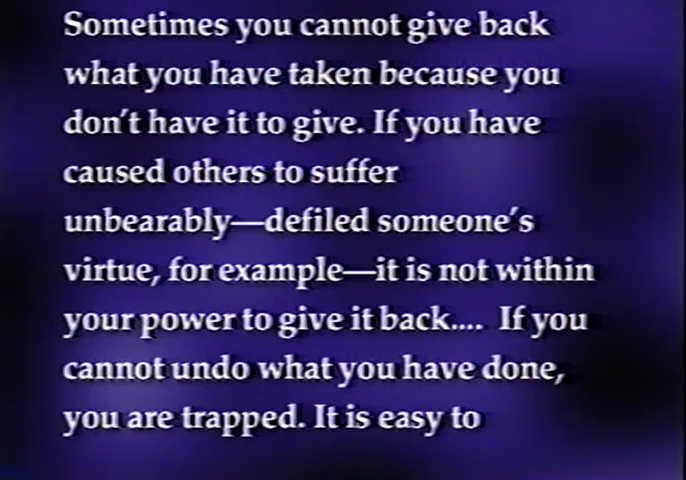 Sometimes you cannot give back
what you have taken because you
don't have it to give. If you have
caused others to suffer
unbearably—defiled someone's
virtue, for example—it is not within
your power to give it back.... If you
cannot undo what you have done,
you are trapped. It is easy to